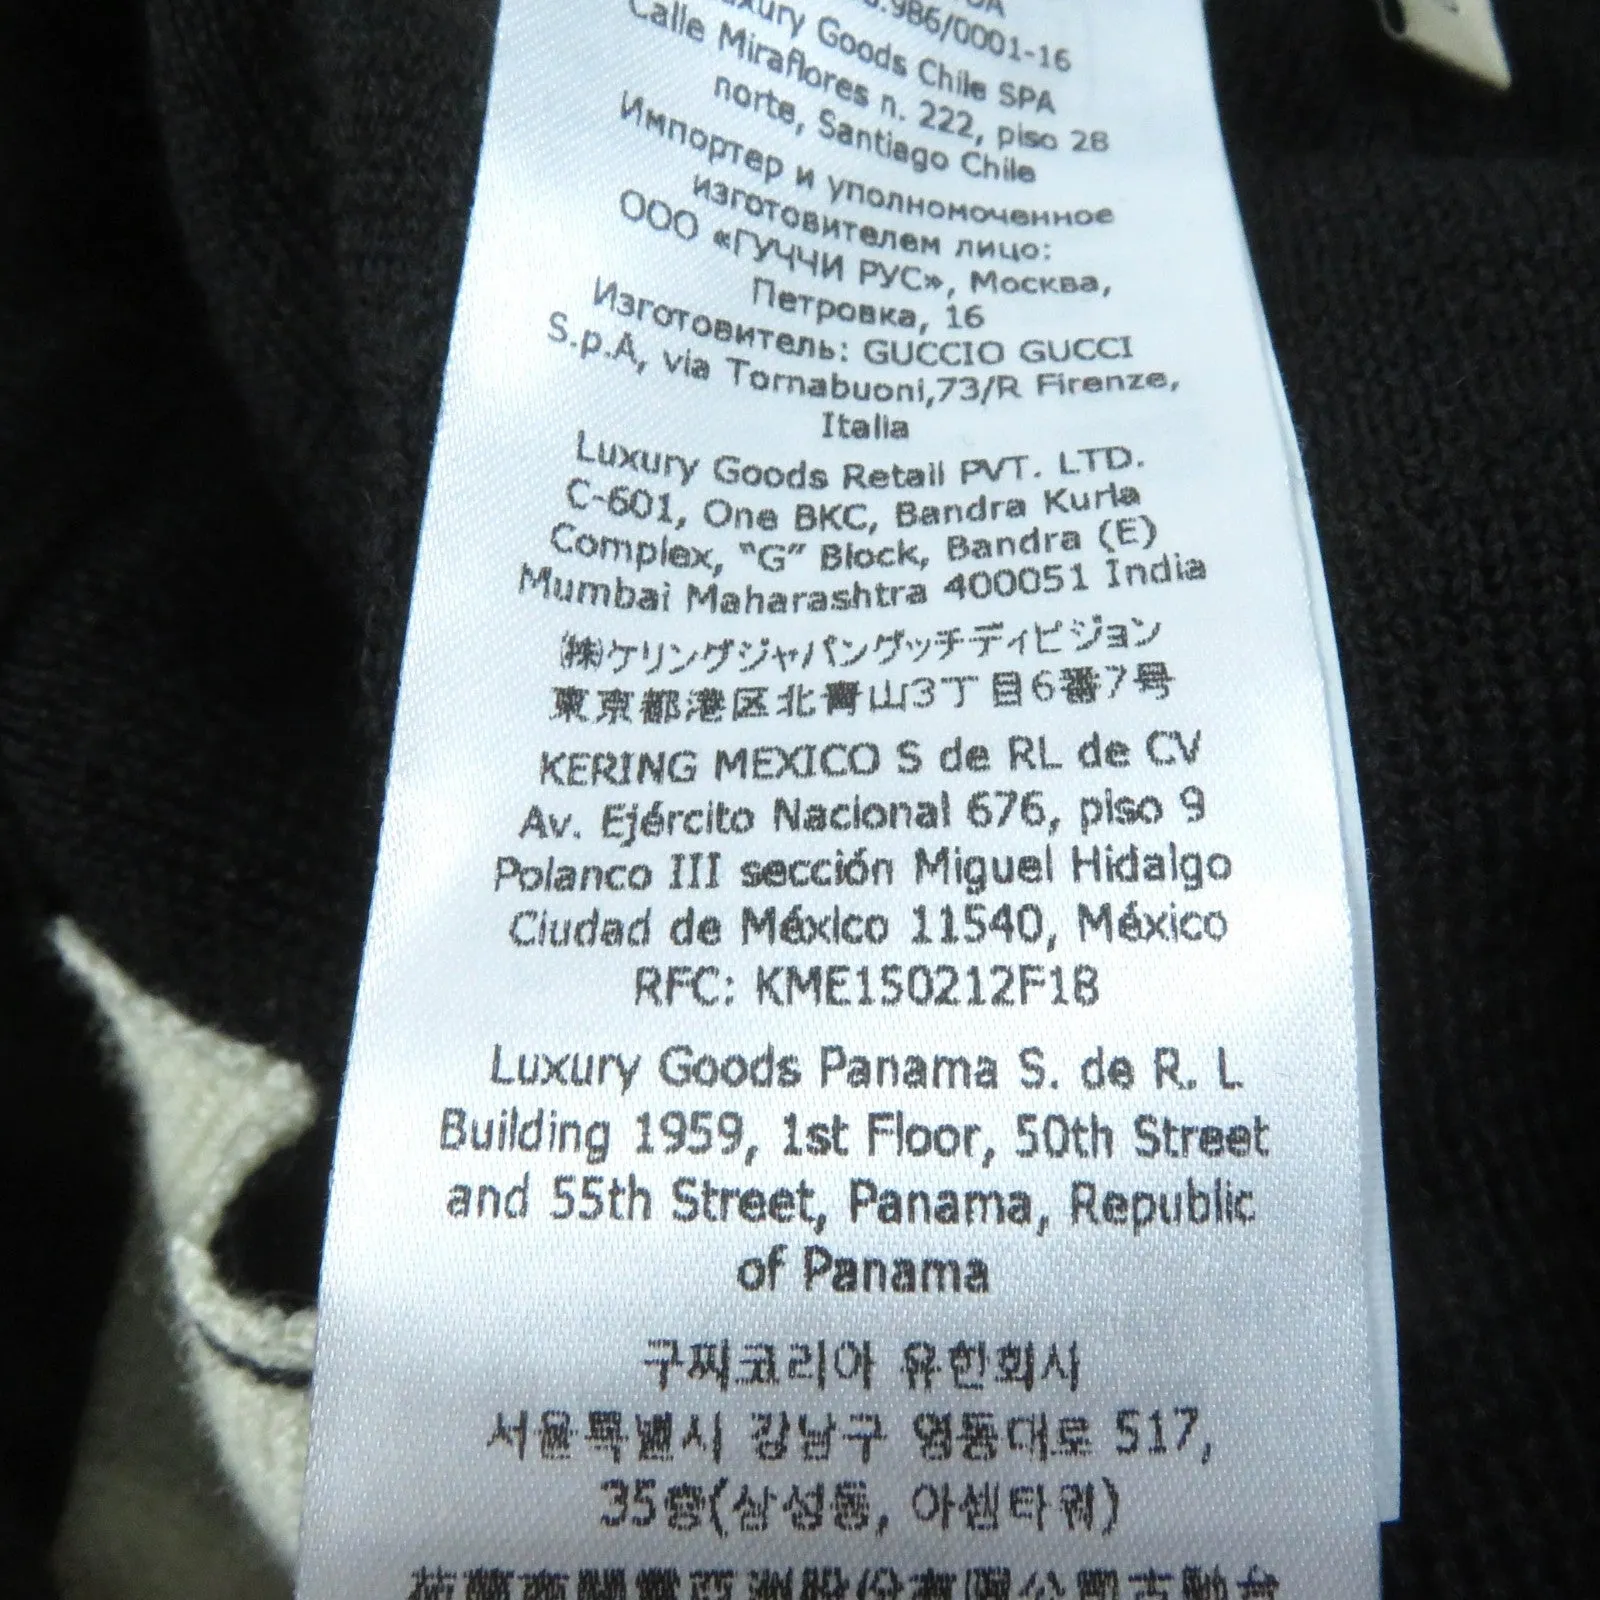 .986/0001-16
Luxury Goods Chile SPA
Calle Miraflores n. 222, piso 28
norte, Santiago Chile
Импортер и уполномоченное
изготовителем лицо:
ООО «ГУЧЧИ РУС», Москва,
Петровка, 16
Изготовитель: GUCCIO GUCCI
S.p.A, via Tornabuoni,73/R Firenze,
Italia
Luxury Goods Retail PVT. LTD.
C-601, One BKC, Bandra Kurla
Complex, "G" Block, Bandra (E)
Mumbai Maharashtra 400051 India
㈱ケリングジャパングッチディビジョン
東京都港区北青山3丁目6番7号
KERING MEXICO S de RL de CV
Av. Ejército Nacional 676, piso 9
Polanco III sección Miguel Hidalgo
Ciudad de México 11540, México
RFC: KME150212F18
Luxury Goods Panama S. de R. L
Building 1959, 1st Floor, 50th Street
and 55th Street, Panama, Republic
of Panama
구찌코리아 유한회사
서울특별시 강남구 영동대로 517,
35층(삼성동, 아셈타워)